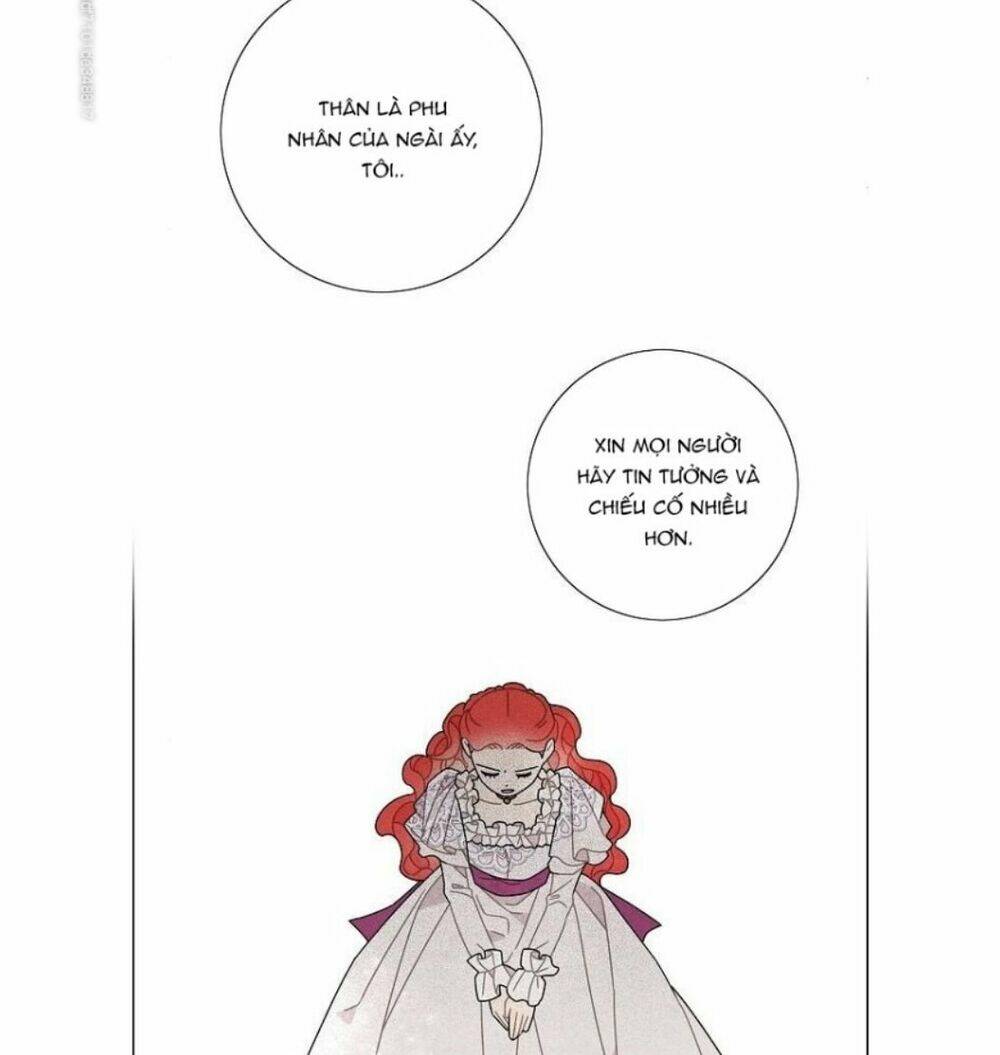 THÂN LÀ PHU
NHÂN CỦA NGÀI ẤY,
TÔI..
XIN MỌI NGƯỜI
HÃY TIN TƯỞNG VÀ
CHIẾU CỐ NHIỀU
HƠN.